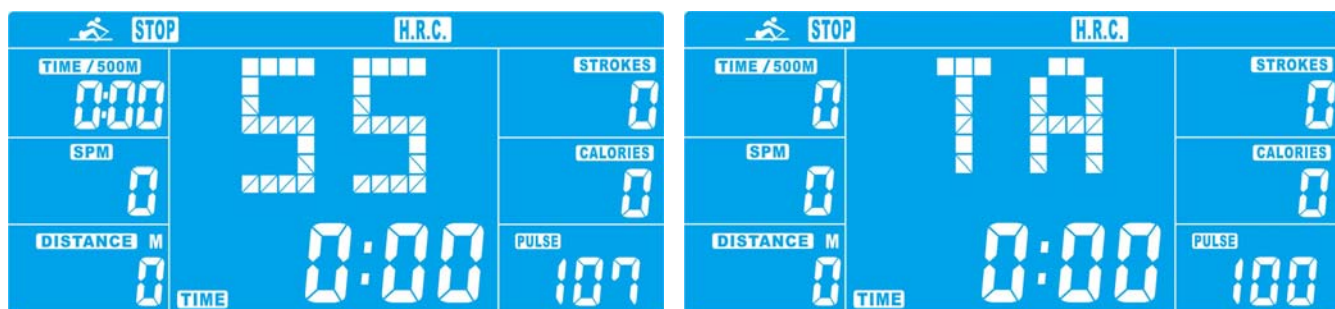 STOP H.R.C.
TIME / 500M
0:00
SPM
0
DISTANCE M
0
55
TIME
0:00
STROKES
0
CALORIES
0
PULSE
107
STOP H.R.C.
TIME / 500M
0
SPM
0
DISTANCE M
0
TA
TIME
0:00
STROKES
0
CALORIES
0
PULSE
100